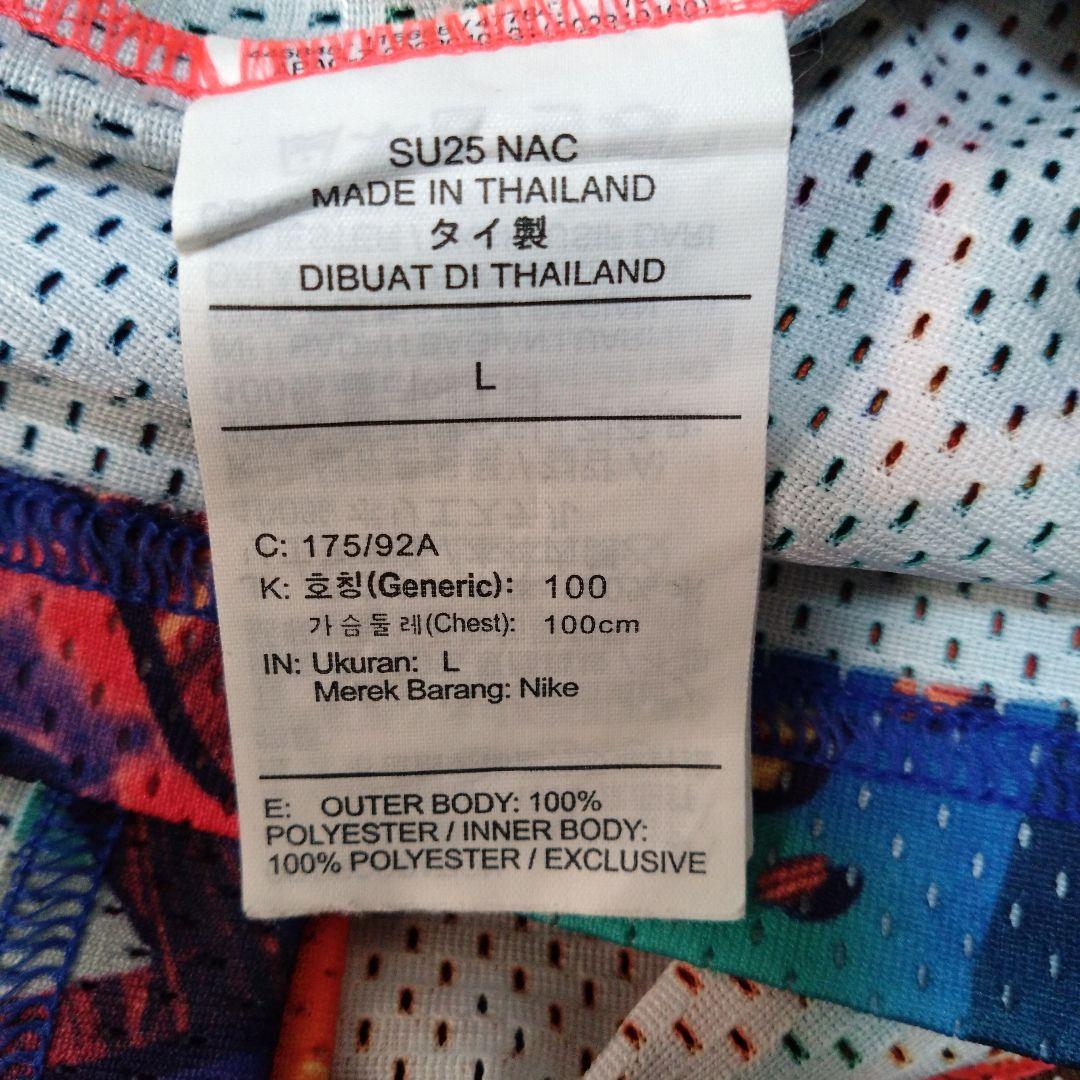 SU25 NAC
MADE IN THAILAND
タイ製
DIBUAT DI THAILAND
L
C: 175/92A
K: 호칭(Generic): 100
가슴둘레(Chest): 100cm
IN: Ukuran: L
Merek Barang: Nike
E: OUTER BODY: 100%
POLYESTER / INNER BODY:
100% POLYESTER / EXCLUSIVE